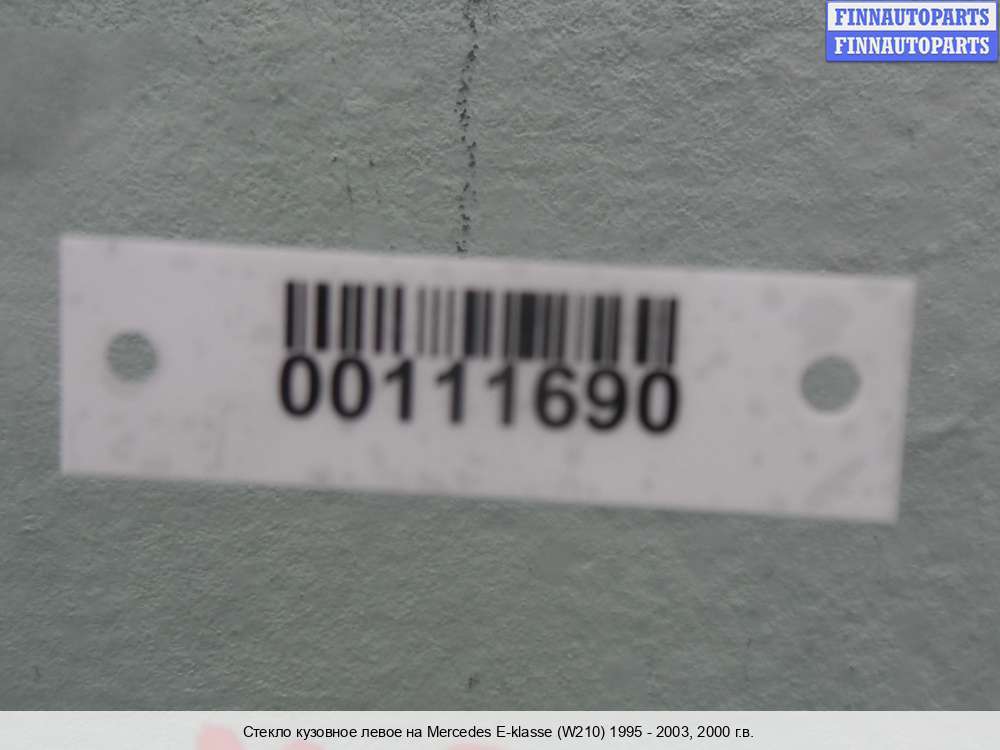 FINNAUTOPARTS
FINNAUTOPARTS
00111690
Стекло кузовное левое на Mercedes E-klasse (W210) 1995 - 2003, 2000 г.в.